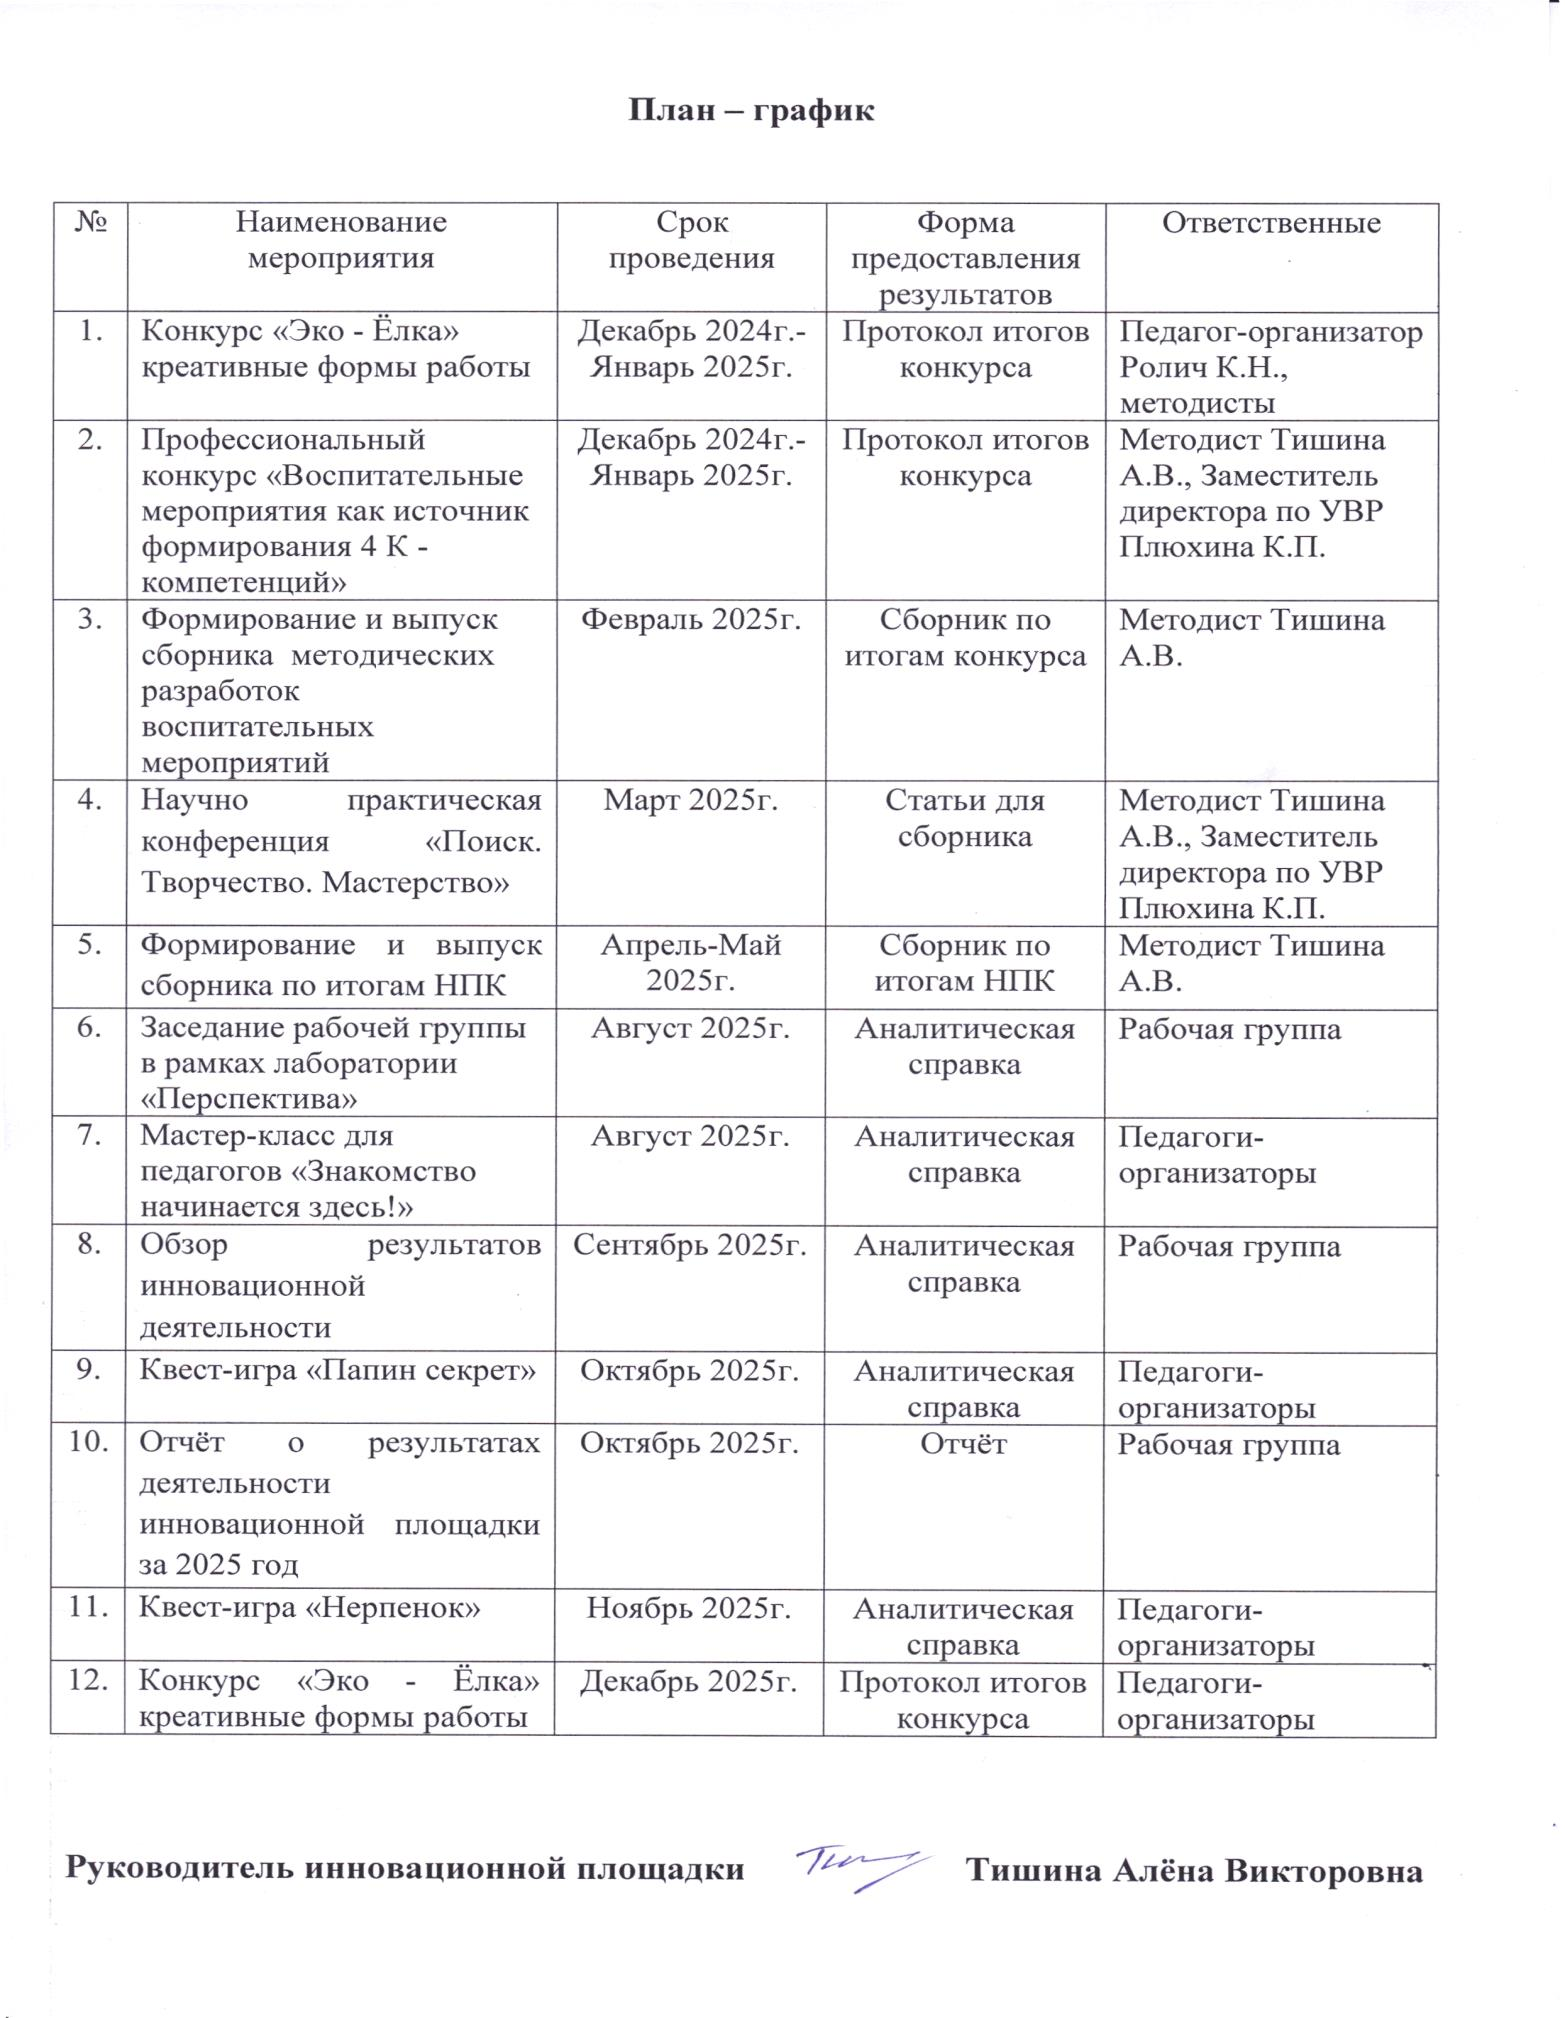 План – график
№
Наименование
мероприятия
Срок
проведения
Форма
предоставления
результатов
Ответственные
1.
Конкурс «Эко - Ёлка»
креативные формы работы
Декабрь 2024г.-
Январь 2025г.
Протокол итогов
конкурса
Педагог-организатор
Ролич К.Н.,
методисты
2.
Профессиональный
конкурс «Воспитательные
мероприятия как источник
формирования 4 К -
компетенций»
Декабрь 2024г.-
Январь 2025г.
Протокол итогов
конкурса
Методист Тишина
А.В., Заместитель
директора по УВР
Плюхина К.П.
3.
Формирование и выпуск
сборника методических
разработок
воспитательных
мероприятий
Февраль 2025г.
Сборник по
итогам конкурса
Методист Тишина
А.В.
4.
Научно практическая
конференция «Поиск.
Творчество. Мастерство»
Март 2025г.
Статьи для
сборника
Методист Тишина
А.В., Заместитель
директора по УВР
Плюхина К.П.
5.
Формирование и выпуск
сборника по итогам НПК
Апрель-Май
2025г.
Сборник по
итогам НПК
Методист Тишина
А.В.
6.
Заседание рабочей группы
в рамках лаборатории
«Перспектива»
Август 2025г.
Аналитическая
справка
Рабочая группа
7.
Мастер-класс для
педагогов «Знакомство
начинается здесь!»
Август 2025г.
Аналитическая
справка
Педагоги-
организаторы
8.
Обзор результатов
инновационной
деятельности
Сентябрь 2025г.
Аналитическая
справка
Рабочая группа
9.
Квест-игра «Папин секрет»
Октябрь 2025г.
Аналитическая
справка
Педагоги-
организаторы
10.
Отчёт о результатах
деятельности
инновационной площадки
за 2025 год
Октябрь 2025г.
Отчёт
Рабочая группа
11.
Квест-игра «Нерпенок»
Ноябрь 2025г.
Аналитическая
справка
Педагоги-
организаторы
12.
Конкурс «Эко - Ёлка»
креативные формы работы
Декабрь 2025г.
Протокол итогов
конкурса
Педагоги-
организаторы
Руководитель инновационной площадки
Тишина Алёна Викторовна